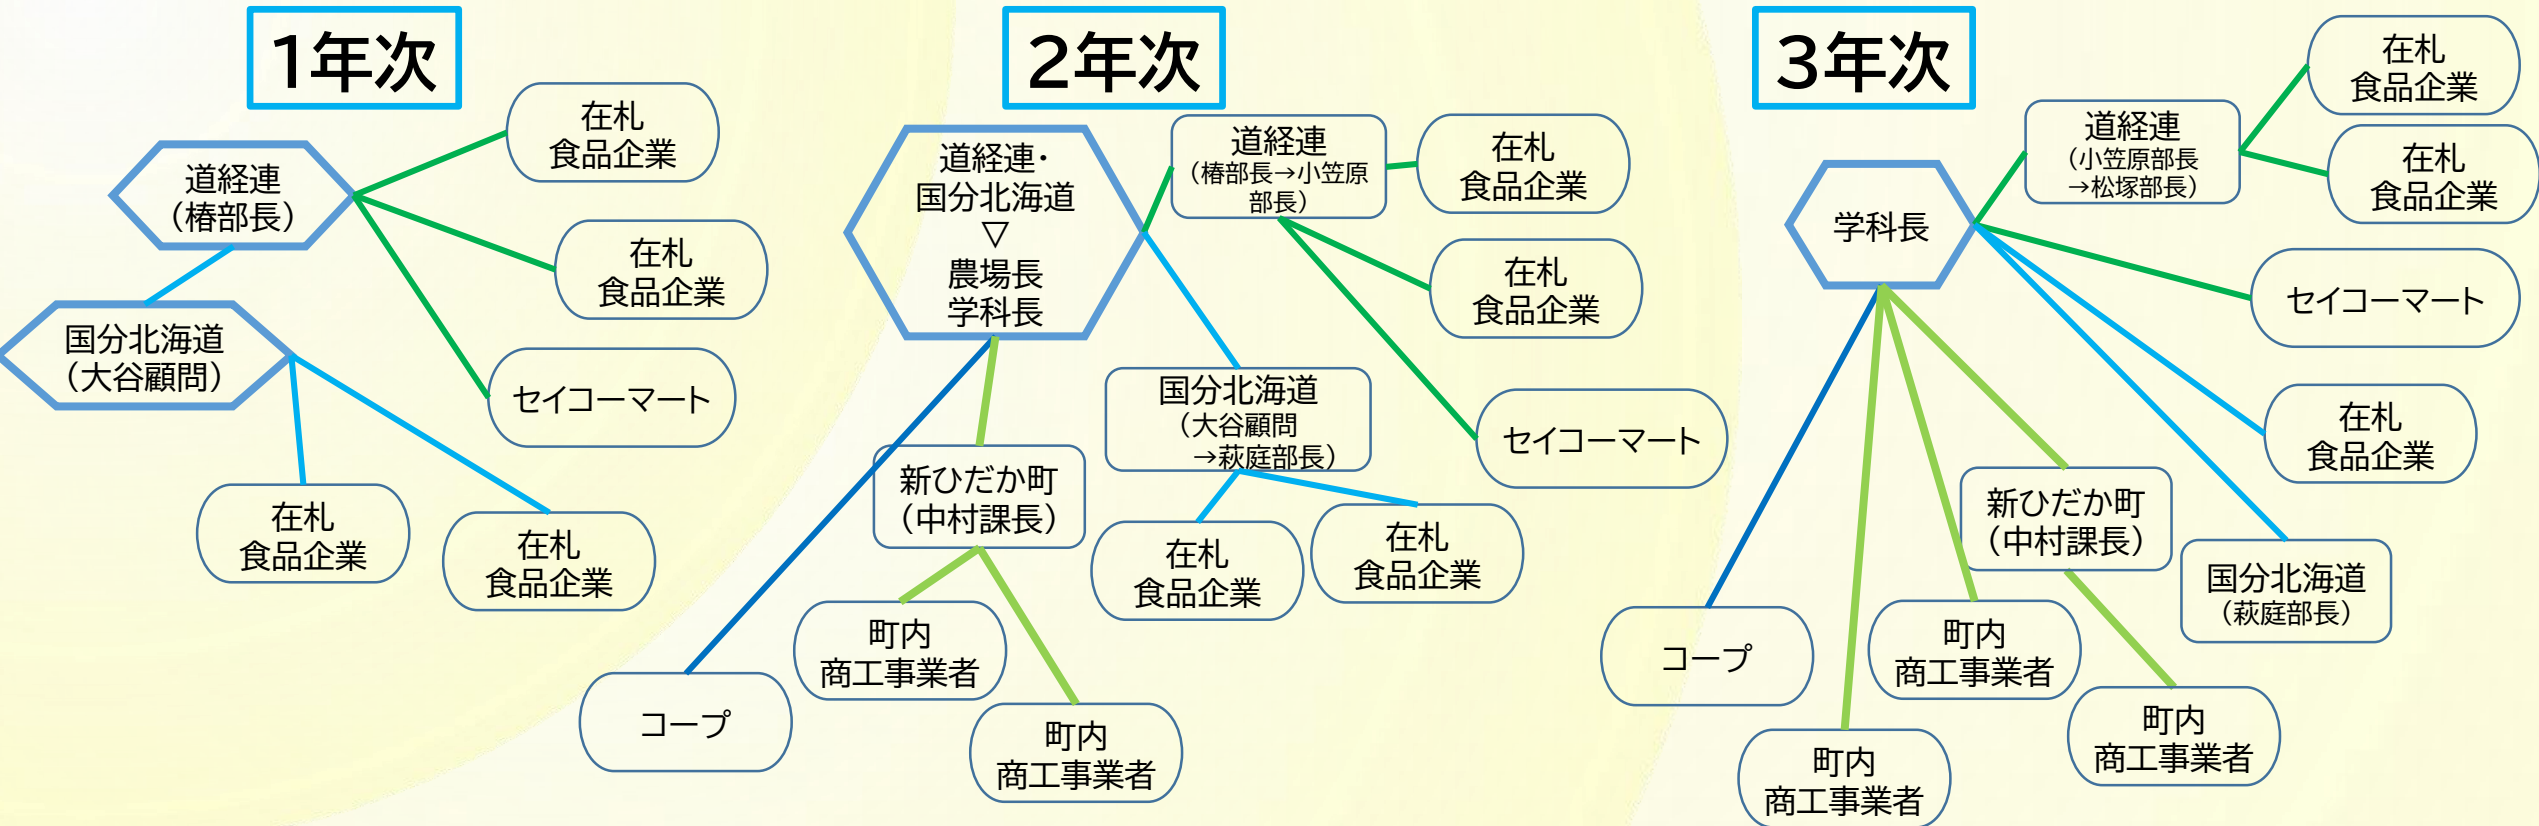 1年次
在札
食品企業
道経連
（椿部長）
在札
食品企業
国分北海道
（大谷顧問）
セイコーマート
在札
食品企業
在札
食品企業
2年次
道経連・
国分北海道
▽
農場長
学科長
道経連
（椿部長→小笠原
部長）
在札
食品企業
在札
食品企業
国分北海道
（大谷顧問
→萩庭部長）
セイコーマート
新ひだか町
（中村課長）
在札
食品企業
在札
食品企業
町内
商工事業者
コープ
町内
商工事業者
3年次
在札
食品企業
道経連
（小笠原部長
→松塚部長）
在札
食品企業
学科長
セイコーマート
在札
食品企業
新ひだか町
（中村課長）
国分北海道
（萩庭部長）
コープ
町内
商工事業者
町内
商工事業者
町内
商工事業者